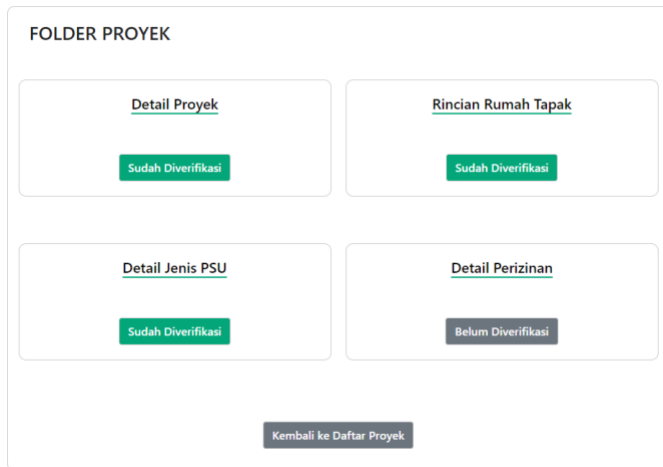 FOLDER PROYEK
Detail Proyek
Rincian Rumah Tapak
Sudah Diverifikasi
Sudah Diverifikasi
Detail Jenis PSU
Detail Perizinan
Sudah Diverifikasi
Belum Diverifikasi
Kembali ke Daftar Proyek